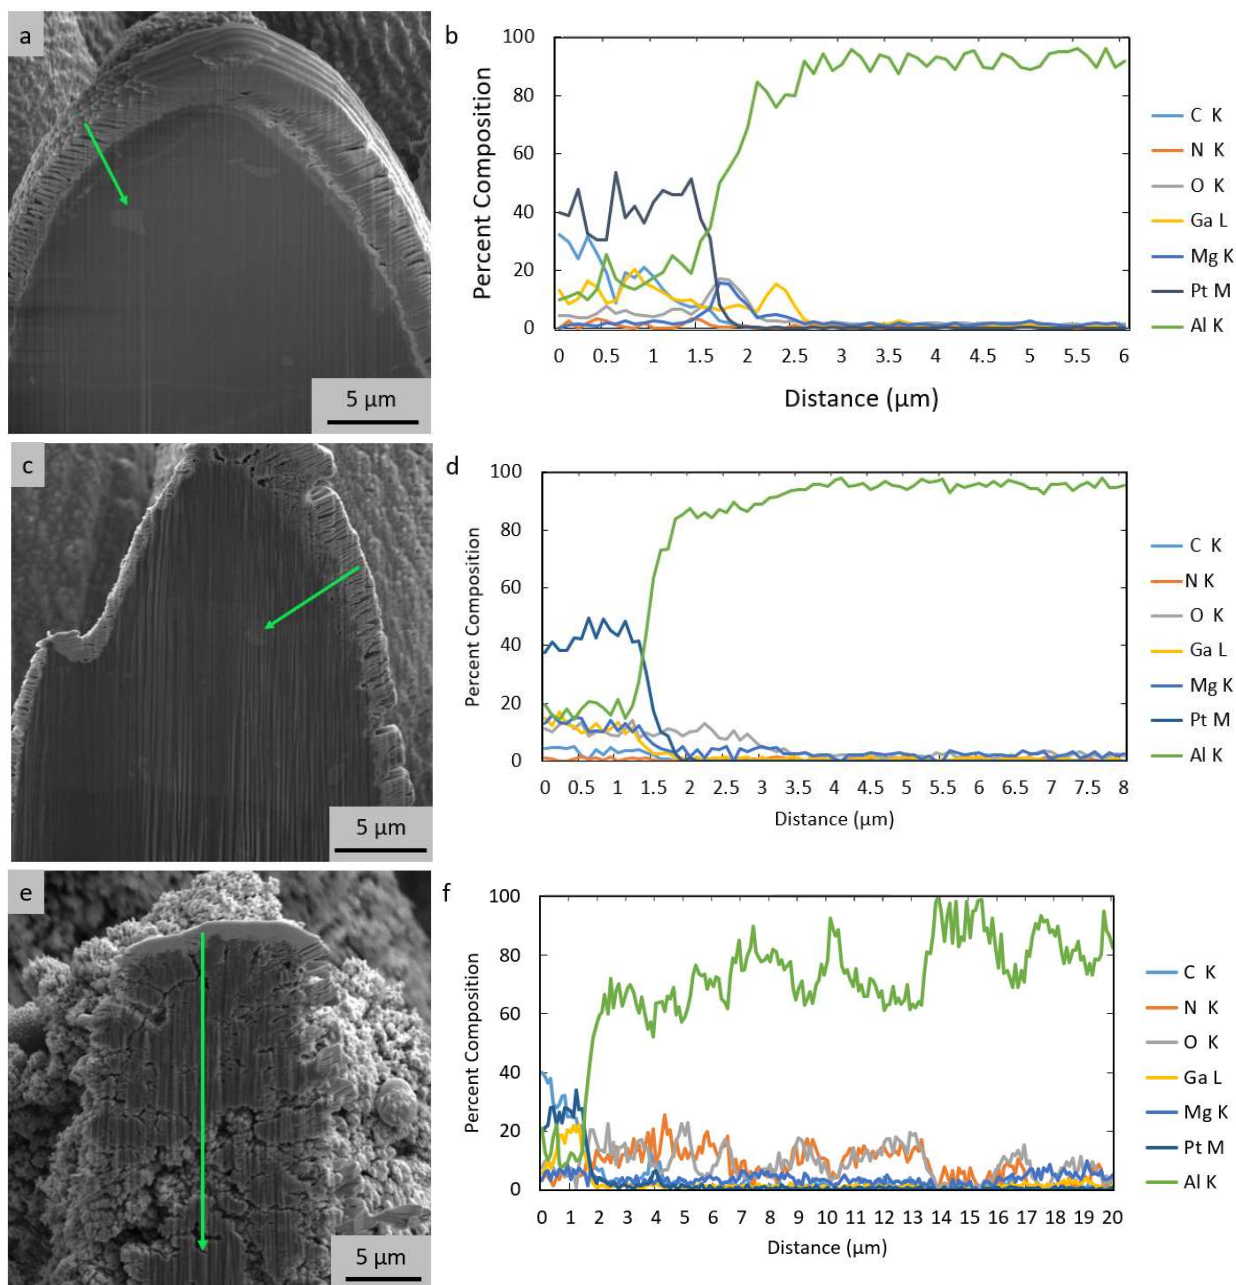 a
5 μm
b
Percent Composition
100
80
60
40
20
0
0 0.5 1 1.5 2 2.5 3 3.5 4 4.5 5 5.5 6
Distance (μm)
C K
N K
O K
Ga L
Mg K
Pt M
Al K
c
5 μm
d
Percent Composition
100
80
60
40
20
0
0 0.5 1 1.5 2 2.5 3 3.5 4 4.5 5 5.5 6 6.5 7 7.5 8
Distance (μm)
C K
N K
O K
Ga L
Mg K
Pt M
Al K
e
5 μm
f
Percent Composition
100
80
60
40
20
0
0 1 2 3 4 5 6 7 8 9 10 11 12 13 14 15 16 17 18 19 20
Distance (μm)
C K
N K
O K
Ga L
Mg K
Pt M
Al K